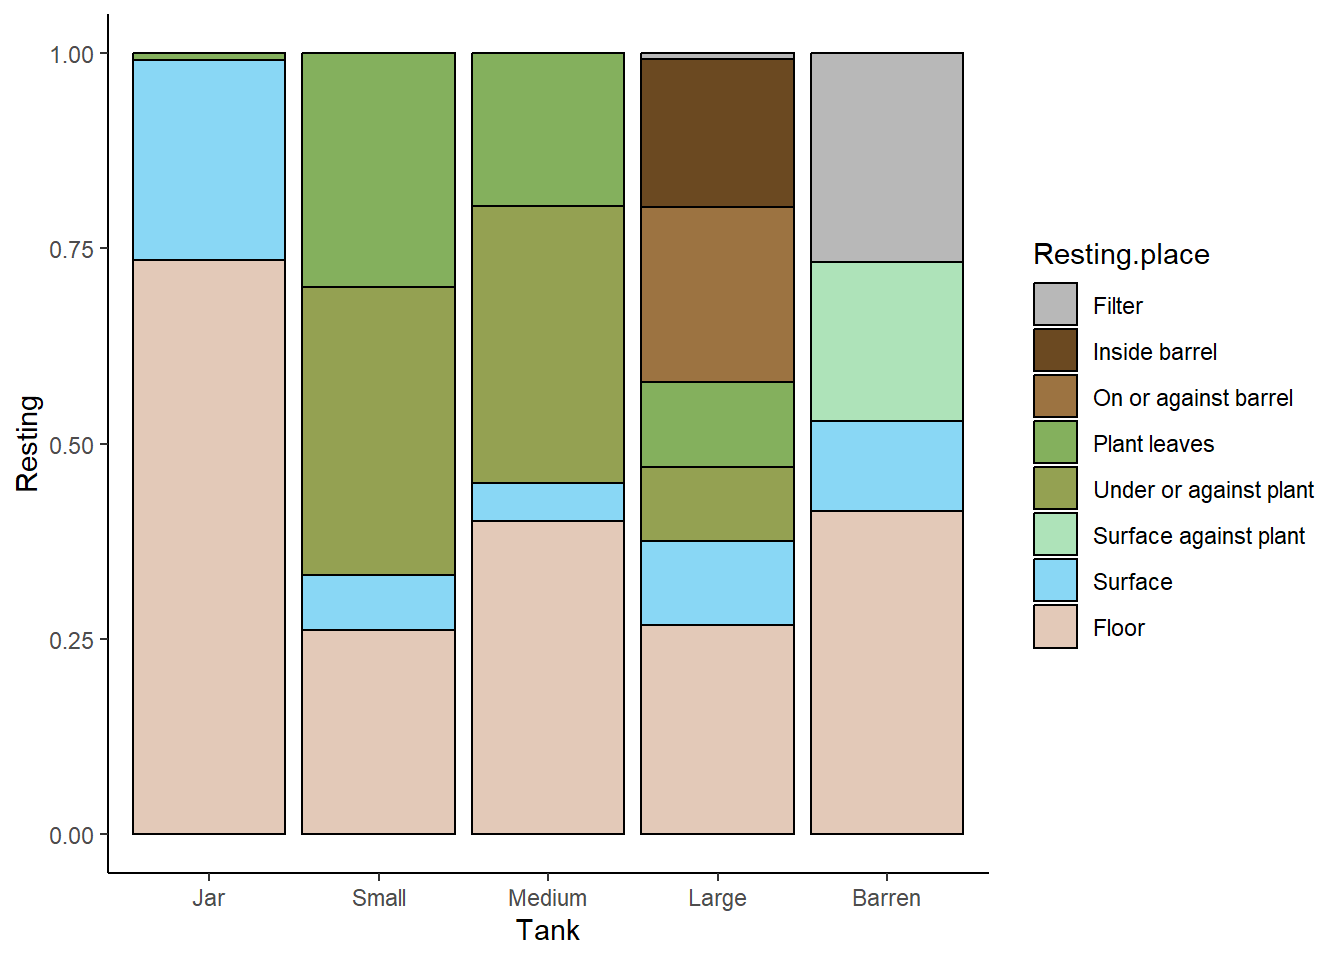 1.00
0.75
0.50
0.25
0.00
Resting
Jar
Small
Medium
Large
Barren
Tank
Resting.place
Filter
Inside barrel
On or against barrel
Plant leaves
Under or against plant
Surface against plant
Surface
Floor